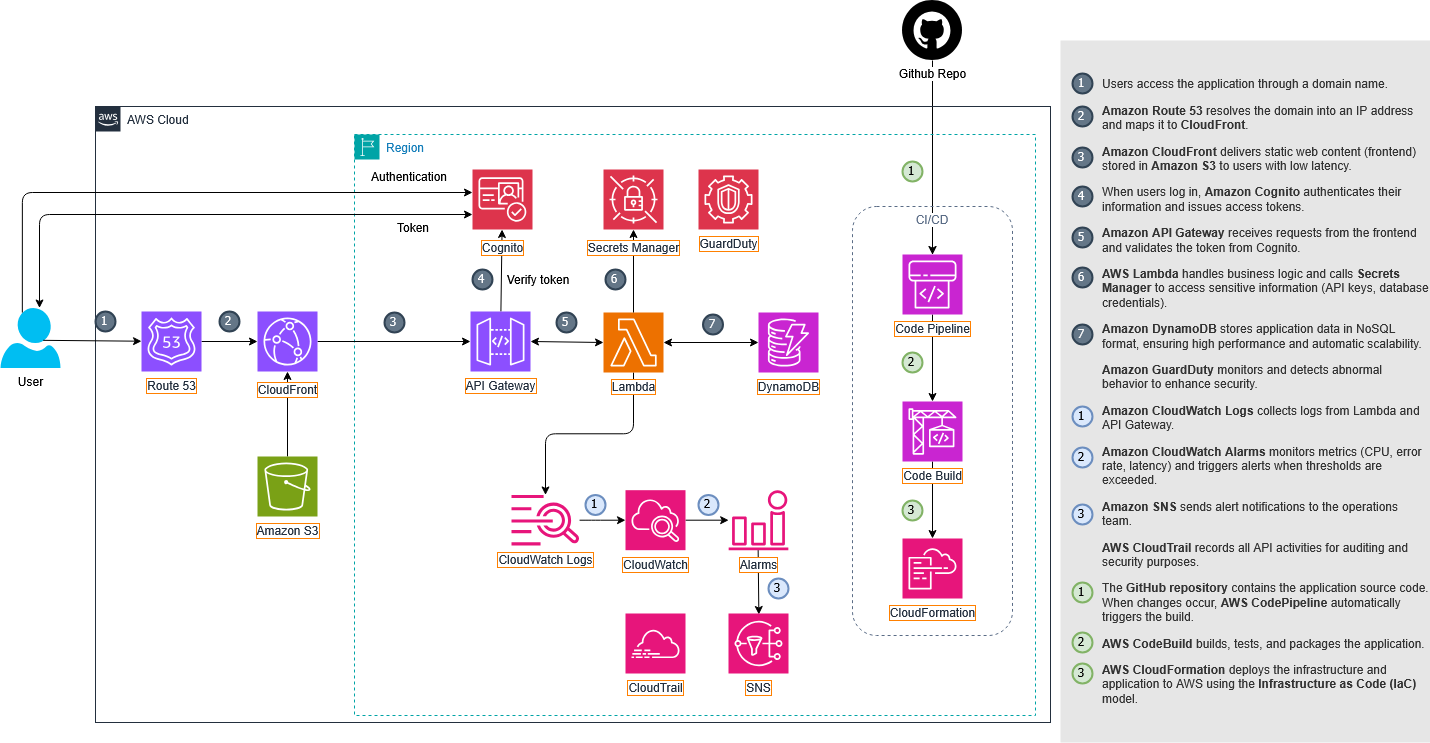 Github Repo
aws
AWS Cloud
Region
Authentication
Token
Cognito
Secrets Manager
GuardDuty
1
CI/CD
4
Verify token
6
Code Pipeline
1
2
3
5
7
53
User
Route 53
CloudFront
API Gateway
Lambda
DynamoDB
2
Code Build
Amazon S3
1
2
3
CloudWatch Logs
CloudWatch
Alarms
3
CloudFormation
CloudTrail
SNS
1 Users access the application through a domain name.
2 Amazon Route 53 resolves the domain into an IP address
and maps it to CloudFront.
3 Amazon CloudFront delivers static web content (frontend)
stored in Amazon S3 to users with low latency.
4 When users log in, Amazon Cognito authenticates their
information and issues access tokens.
5 Amazon API Gateway receives requests from the frontend
and validates the token from Cognito.
6 AWS Lambda handles business logic and calls Secrets
Manager to access sensitive information (API keys, database
credentials).
7 Amazon DynamoDB stores application data in NoSQL
format, ensuring high performance and automatic scalability.
Amazon GuardDuty monitors and detects abnormal
behavior to enhance security.
1 Amazon CloudWatch Logs collects logs from Lambda and
API Gateway.
2 Amazon CloudWatch Alarms monitors metrics (CPU, error
rate, latency) and triggers alerts when thresholds are
exceeded.
3 Amazon SNS sends alert notifications to the operations
team.
AWS CloudTrail records all API activities for auditing and
security purposes.
1 The GitHub repository contains the application source code.
When changes occur, AWS CodePipeline automatically
triggers the build.
2 AWS CodeBuild builds, tests, and packages the application.
3 AWS CloudFormation deploys the infrastructure and
application to AWS using the Infrastructure as Code (IaC)
model.